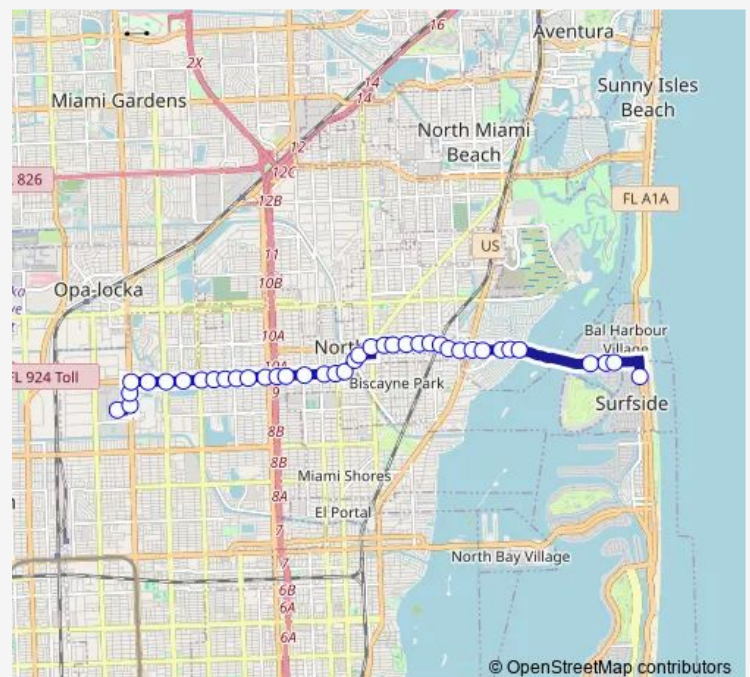 16
Aventura
2X
14
14
Miami Gardens
Sunny Isles
Beach
North Miami
Beach
12
826
12C
FL A1A
12B
US
11
10B
Opa-locka
10A
North
Bal Harbour
Village
10A
FL 924 Toll
Biscayne Park
9
Surfside
8B
8B
Miami Shores
8A
El Portal
7
North Bay Village
7
6B
6A
6A
© OpenStreetMap contributors